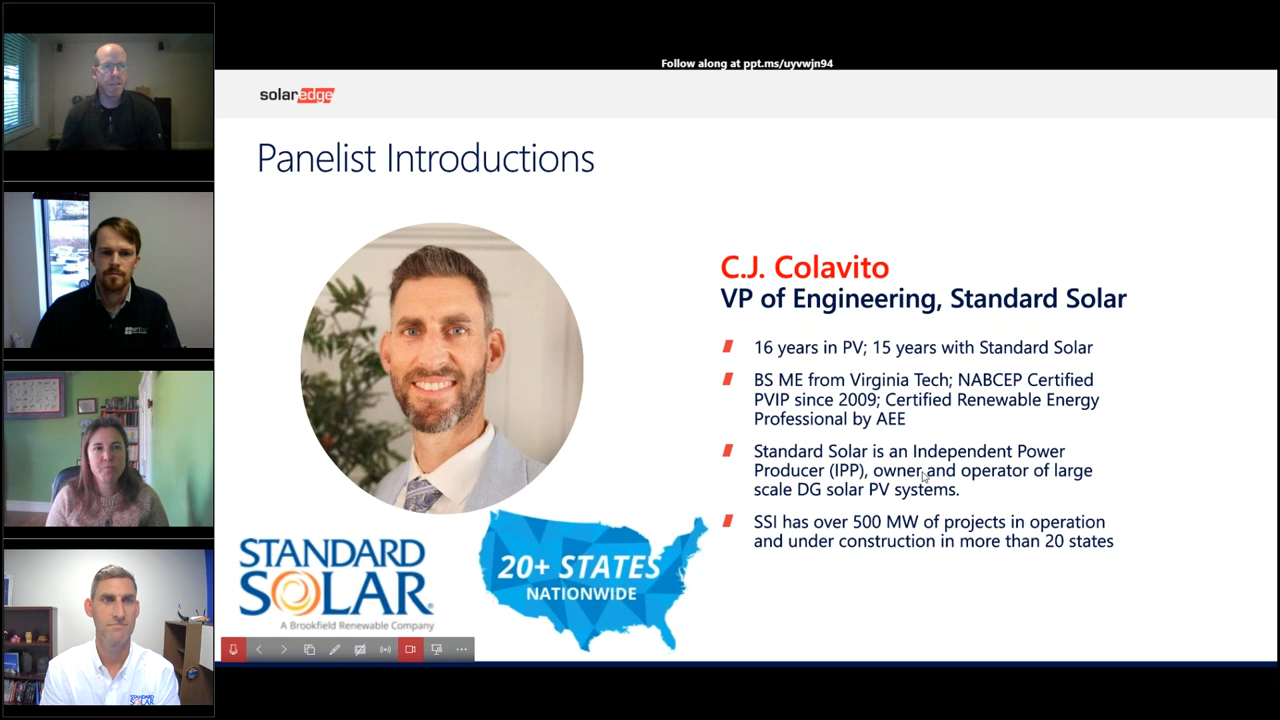 Follow along at ppt.ms/uyvwjn94
solaredge
Panelist Introductions
C.J. Colavito
VP of Engineering, Standard Solar
16 years in PV; 15 years with Standard Solar
BS ME from Virginia Tech; NABCEP Certified
PVIP since 2009; Certified Renewable Energy
Professional by AEE
Standard Solar is an Independent Power
Producer (IPP), owner and operator of large
scale DG solar PV systems.
SSI has over 500 MW of projects in operation
and under construction in more than 20 states
STANDARD
SOLAR®
A Brookfield Renewable Company
20+ STATES
NATIONWIDE
STANDARD
SOLAR